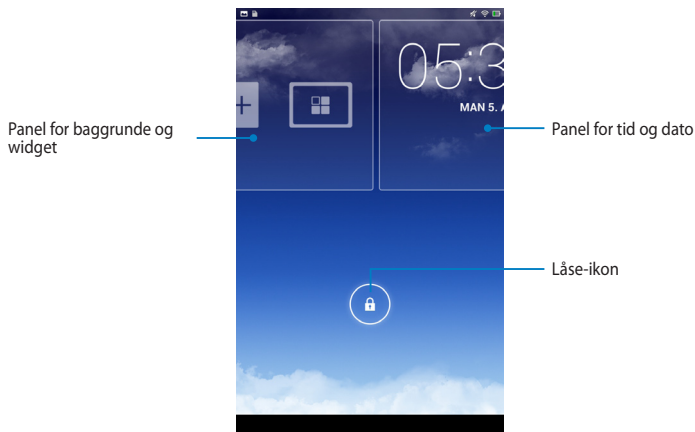 05:3
MAN 5. A
Panel for baggrunde og
widget
Panel for tid og dato
Låse-ikon